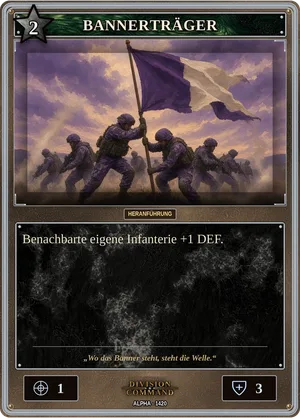 2
BANNERTRÄGER
HERANFÜHRUNG
Benachbarte eigene Infanterie +1 DEF.
„Wo das Banner steht, steht die Welle.“
1
DIVISION
COMMAND
ALPHA · 1420
3